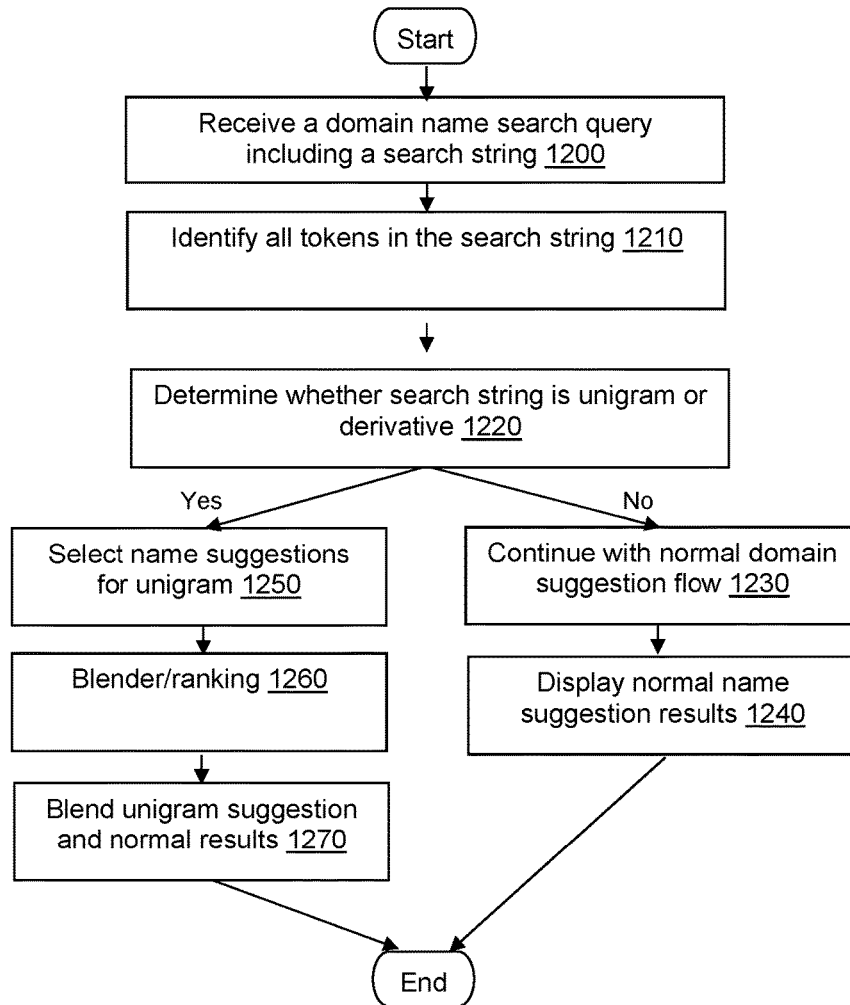 Start
Receive a domain name search query
including a search string 1200
Identify all tokens in the search string 1210
Determine whether search string is unigram or
derivative 1220
Yes
No
Select name suggestions
for unigram 1250
Continue with normal domain
suggestion flow 1230
Blender/ranking 1260
Display normal name
suggestion results 1240
Blend unigram suggestion
and normal results 1270
End